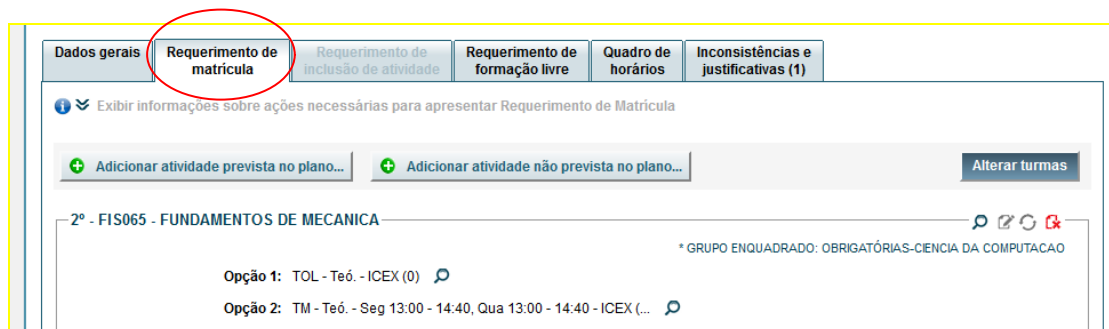 Dados gerais
Requerimento de
matrícula
Requerimento de
inclusão de atividade
Requerimento de
formação livre
Quadro de
horários
Inconsistências e
justificativas (1)
Exibir informações sobre ações necessárias para apresentar Requerimento de Matrícula
Adicionar atividade prevista no plano...
Adicionar atividade não prevista no plano...
Alterar turmas
2º - FIS065 - FUNDAMENTOS DE MECANICA
* GRUPO ENQUADRADO: OBRIGATÓRIAS-CIENCIA DA COMPUTACAO
Opção 1: TOL - Teó. - ICEX (0)
Opção 2: TM - Teó. - Seg 13:00 - 14:40, Qua 13:00 - 14:40 - ICEX (...